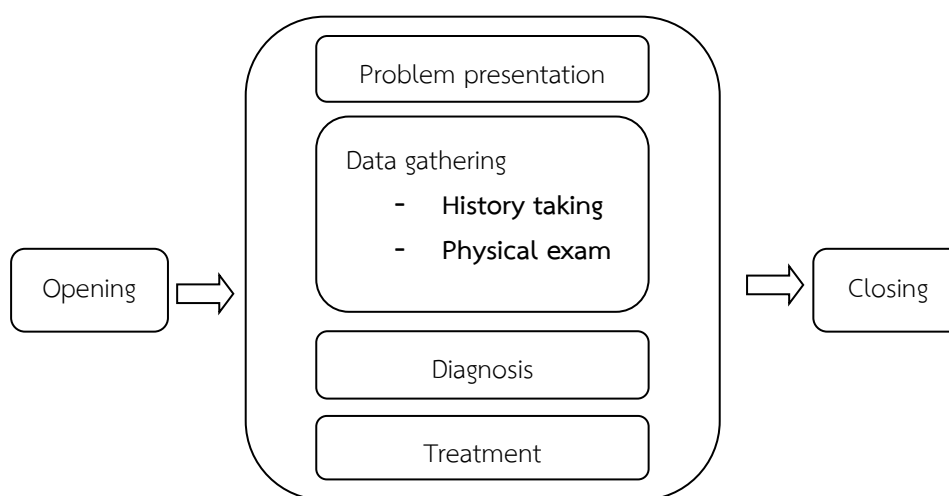 Opening
Problem presentation
Data gathering
- History taking
- Physical exam
Diagnosis
Treatment
Closing